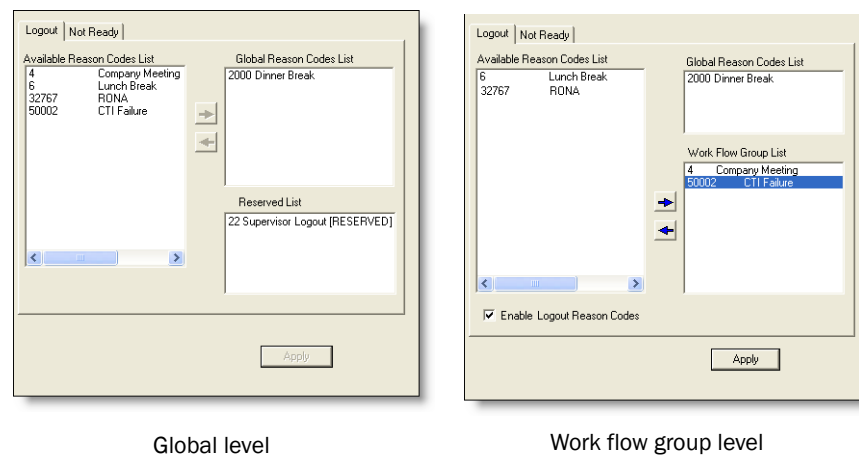 Logout Not Ready
Available Reason Codes List
4 Company Meeting
6 Lunch Break
32767 RONA
50002 CTI Failure
Global Reason Codes List
2000 Dinner Break
Reserved List
22 Supervisor Logout [RESERVED]
Apply
Global level
Logout Not Ready
Available Reason Codes List
6 Lunch Break
32767 RONA
Global Reason Codes List
2000 Dinner Break
Work Flow Group List
4 Company Meeting
50002 CTI Failure
Enable Logout Reason Codes
Apply
Work flow group level